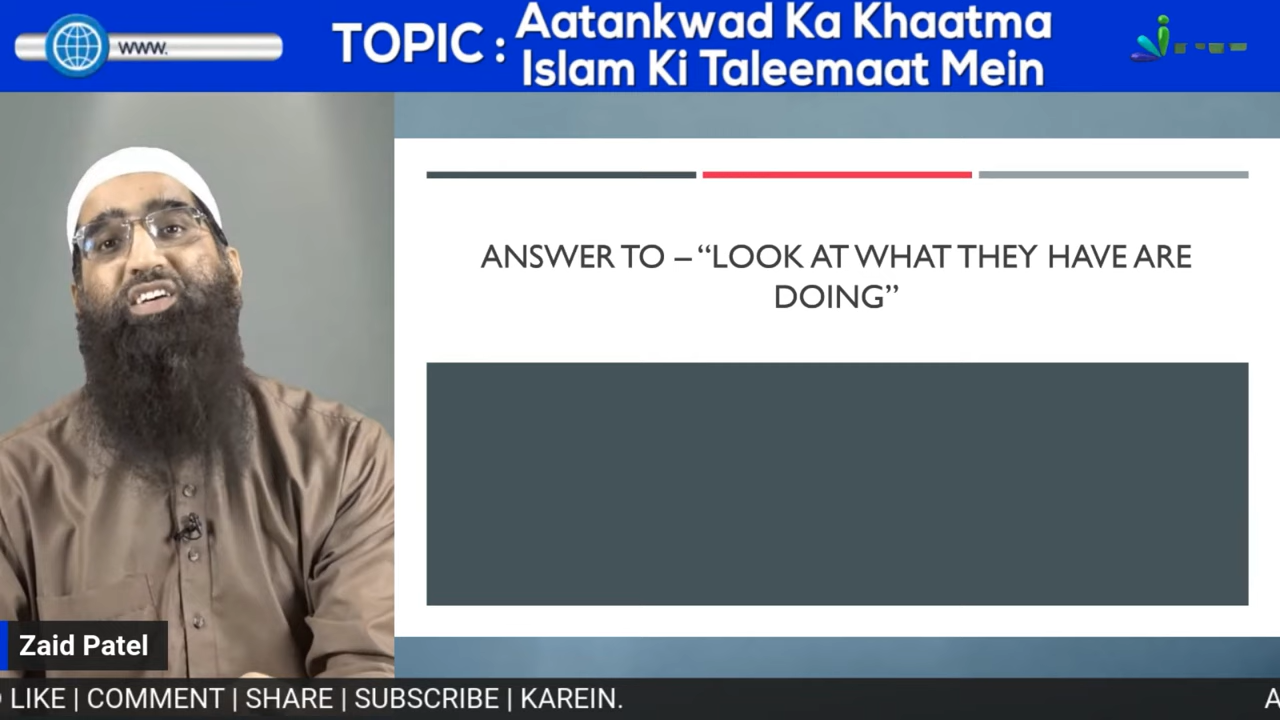 www.
TOPIC :
Aatankwad Ka Khaatma
Islam Ki Taleemaat Mein
ANSWER TO – “LOOK AT WHAT THEY HAVE ARE
DOING”
Zaid Patel
LIKE | COMMENT | SHARE | SUBSCRIBE | KAREIN.